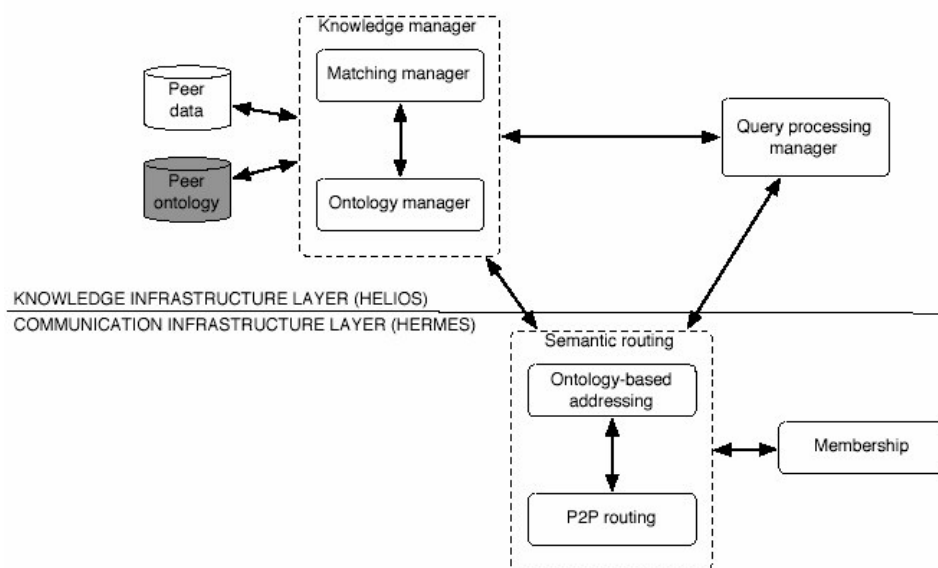 Knowledge manager
Matching manager
Peer
data
Query processing
manager
Peer
ontology
Ontology manager
KNOWLEDGE INFRASTRUCTURE LAYER (HELIOS)
COMMUNICATION INFRASTRUCTURE LAYER (HERMES)
Semantic routing
Ontology-based
addressing
Membership
P2P routing